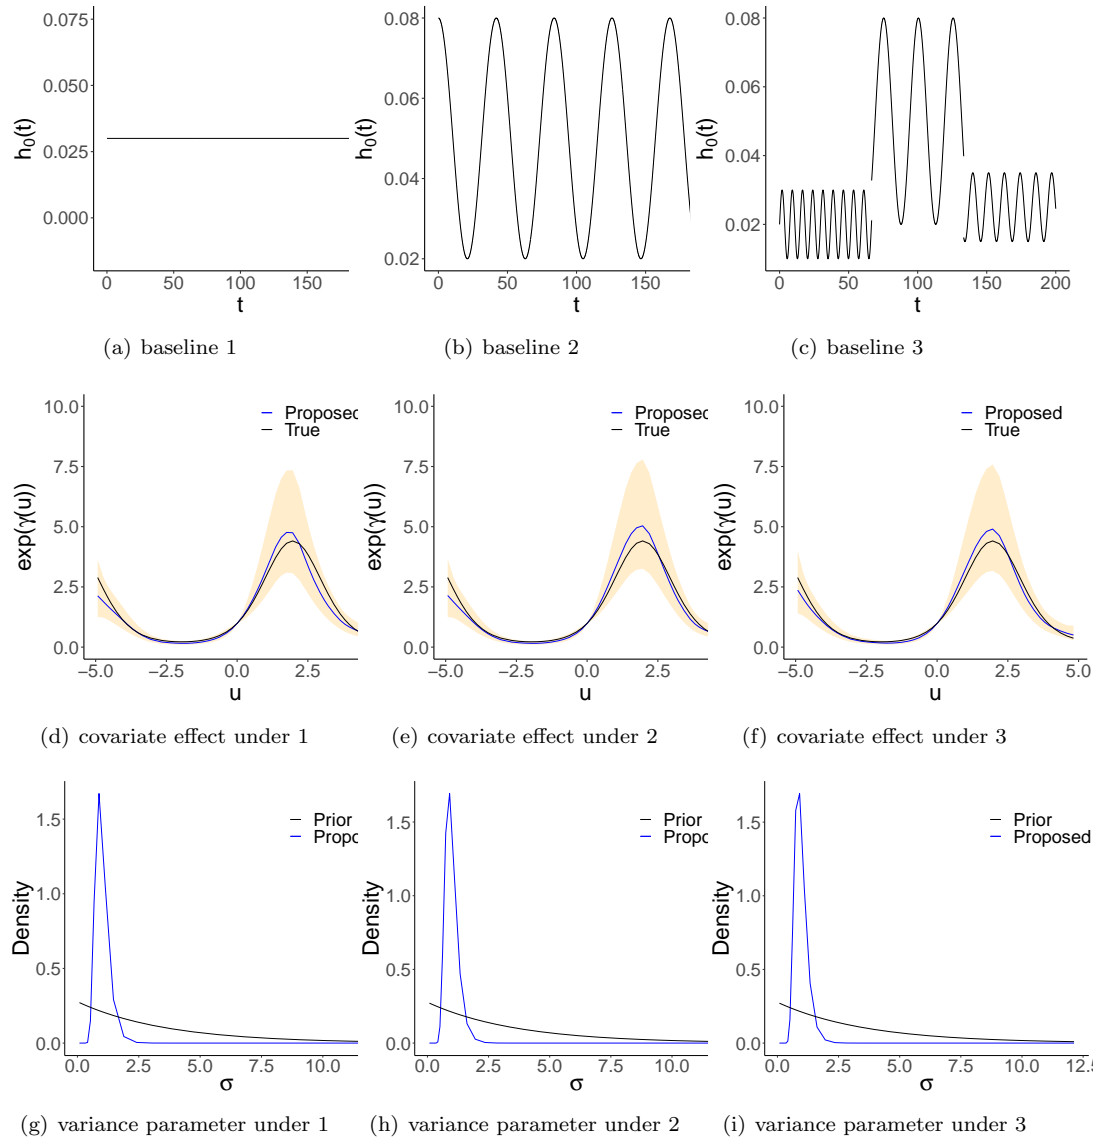 0.075
0.050
0.025
0.000
h₀(t)
0 50 100 150
t
(a) baseline 1
0.08
0.06
0.04
0.02
h₀(t)
0 50 100 150
t
(b) baseline 2
0.08
0.06
0.04
0.02
h₀(t)
0 50 100 150 200
t
(c) baseline 3
10.0
7.5
5.0
2.5
0.0
exp(γ(u))
Proposed
True
−5.0 −2.5 0.0 2.5
u
(d) covariate effect under 1
10.0
7.5
5.0
2.5
0.0
exp(γ(u))
Proposed
True
−5.0 −2.5 0.0 2.5
u
(e) covariate effect under 2
10.0
7.5
5.0
2.5
0.0
exp(γ(u))
Proposed
True
−5.0 −2.5 0.0 2.5 5.0
u
(f) covariate effect under 3
1.5
1.0
0.5
0.0
Density
Prior
Propo
0.0 2.5 5.0 7.5 10.0
σ
(g) variance parameter under 1
1.5
1.0
0.5
0.0
Density
Prior
Propo
0.0 2.5 5.0 7.5 10.0
σ
(h) variance parameter under 2
1.5
1.0
0.5
0.0
Density
Prior
Proposed
0.0 2.5 5.0 7.5 10.0 12.5
σ
(i) variance parameter under 3